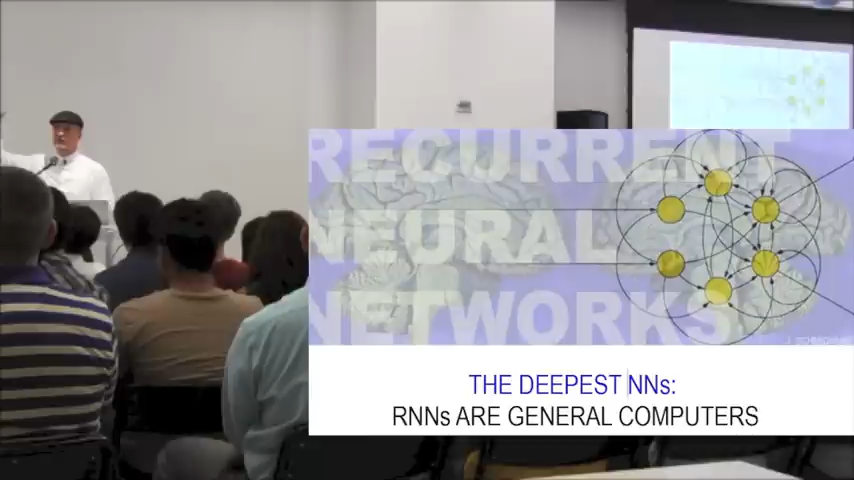 RECURRENT
NEURAL
NETWORKS
THE DEEPEST NNs:
RNNs ARE GENERAL COMPUTERS